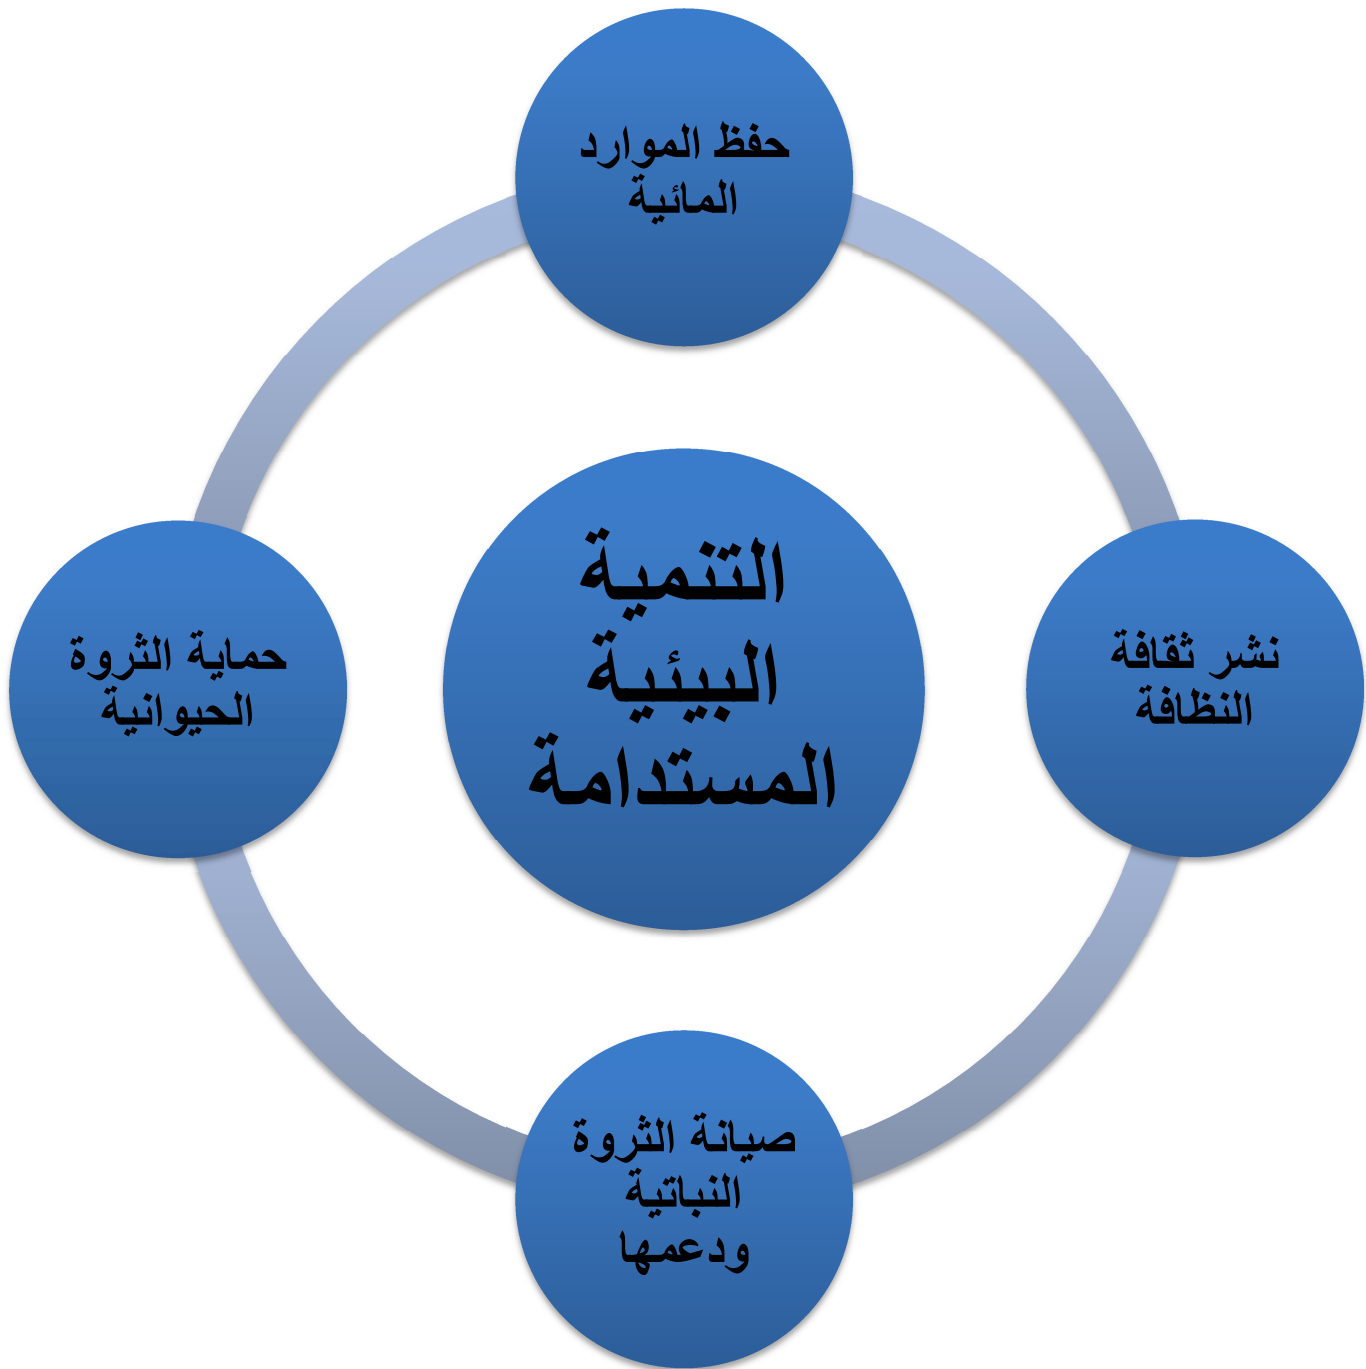 حفظ الموارد
المائية
التنمية
البيئية
المستدامة
نشر ثقافة
النظافة
صيانة الثروة
النباتية
ودعمها
حماية الثروة
الحيوانية